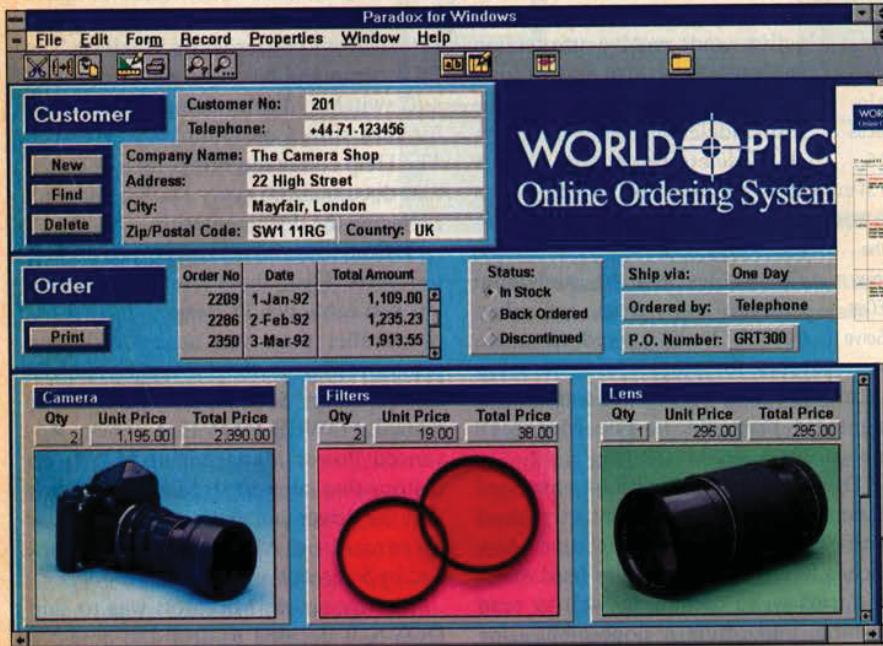 Paradox for Windows
File Edit Form Record Properties Window Help
Customer
Customer No: 201
Telephone: +44-71-123456
New
Find
Delete
Company Name: The Camera Shop
Address: 22 High Street
City: Mayfair, London
Zip/Postal Code: SW1 11RG Country: UK
WORLD OPTICS
Online Ordering System
Order
Print
Order No Date Total Amount
2209 1-Jan-92 1,109.00
2286 2-Feb-92 1,235.23
2350 3-Mar-92 1,913.55
Status:
In Stock
Back Ordered
Discontinued
Ship via: One Day
Ordered by: Telephone
P.O. Number: GRT300
Camera
Qty Unit Price Total Price
2 1,195.00 2,390.00
Filters
Qty Unit Price Total Price
2 19.00 38.00
Lens
Qty Unit Price Total Price
1 295.00 295.00